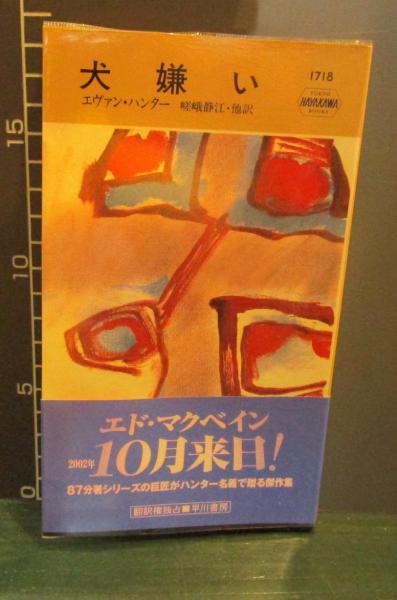 犬嫌い
1718
エヴァン・ハンター 嵯峨静江・他訳
TOKYO
HAYAKAWA
BOOKS
エド・マクベイン
2002年
10月来日!
87分署シリーズの巨匠がハンター名義で贈る傑作集
翻訳権独占■早川書房
15
10
5
0